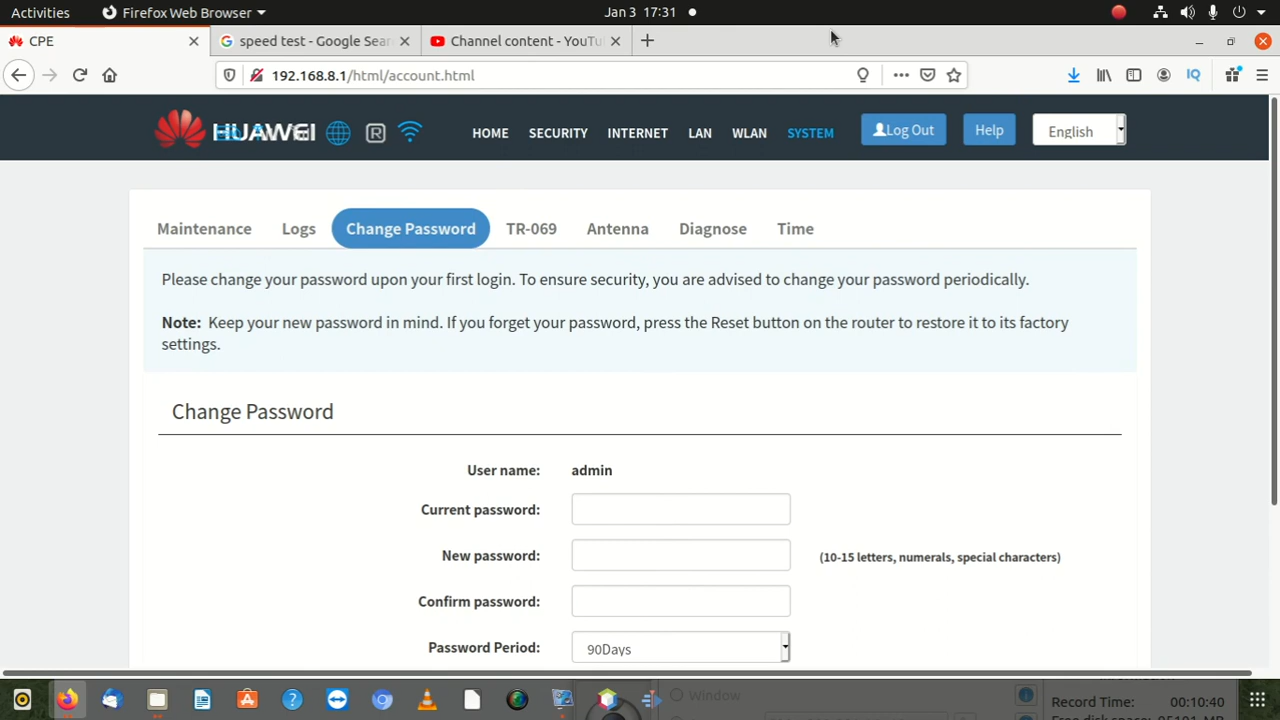 Activities Firefox Web Browser Jan 3 17:31
CPE speed test - Google Sear Channel content - YouTu
192.168.8.1/html/account.html
HUAWEI HOME SECURITY INTERNET LAN WLAN SYSTEM Log Out Help English
Maintenance Logs Change Password TR-069 Antenna Diagnose Time
Please change your password upon your first login. To ensure security, you are advised to change your password periodically.
Note: Keep your new password in mind. If you forget your password, press the Reset button on the router to restore it to its factory
settings.
Change Password
User name: admin
Current password:
New password: (10-15 letters, numerals, special characters)
Confirm password:
Password Period: 90Days
Window
Record Time: 00:10:40